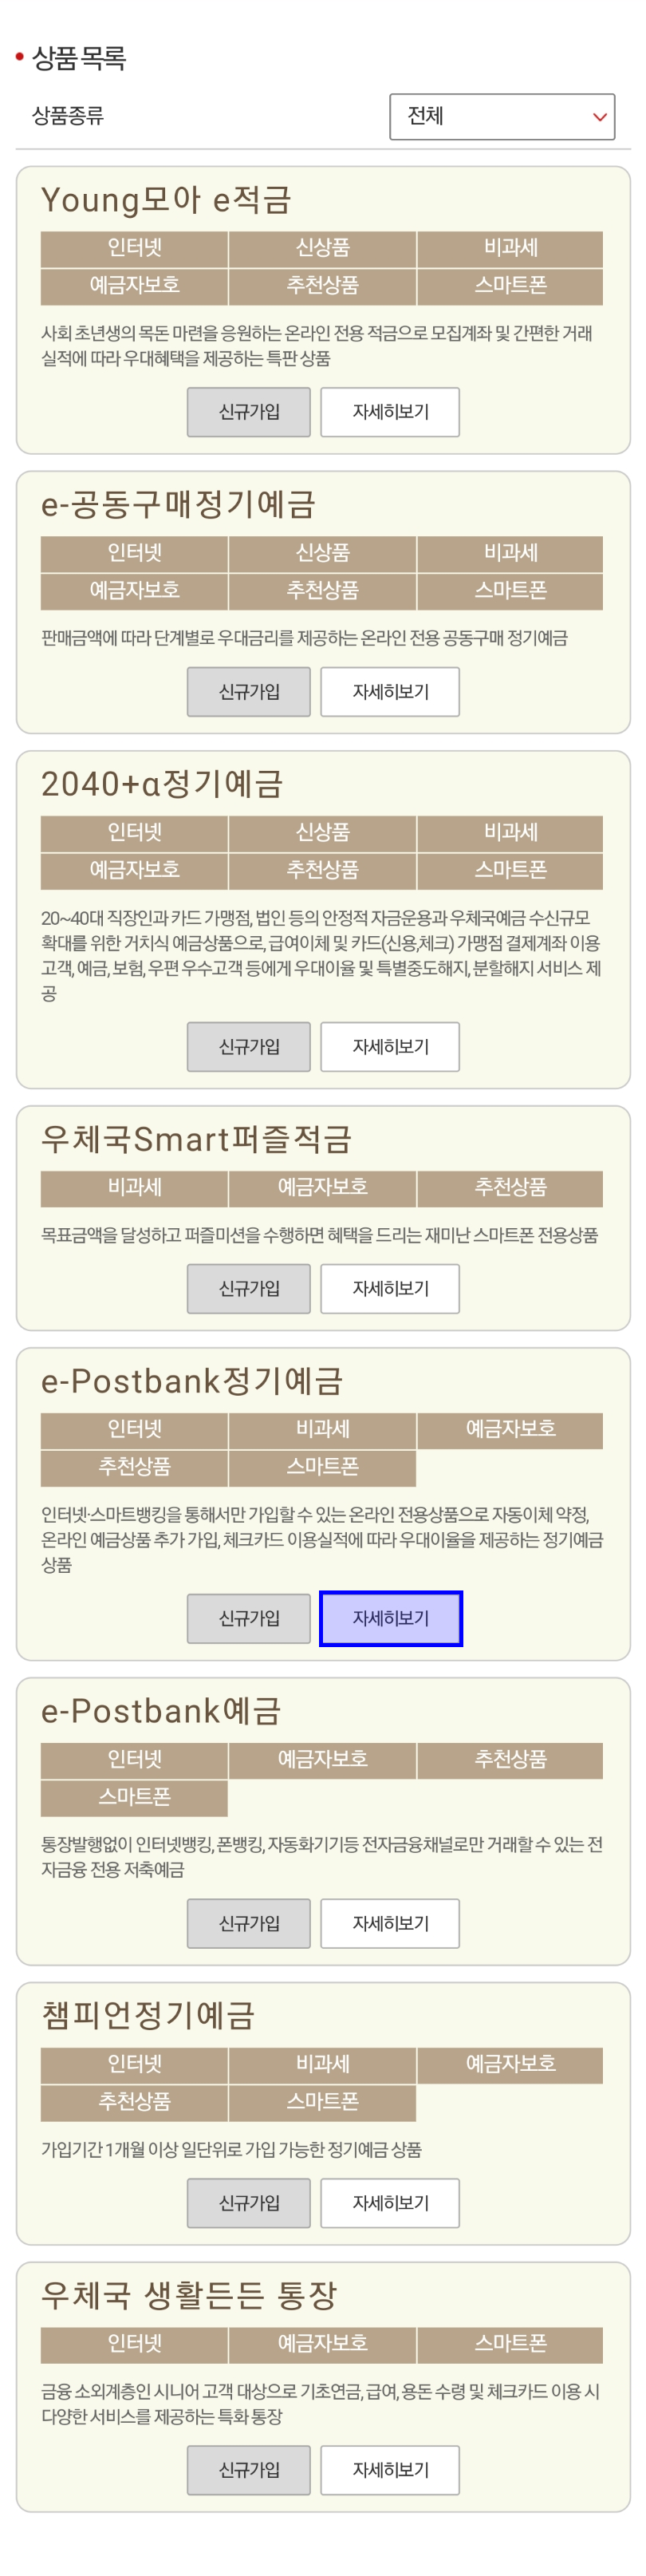 상품 목록
상품종류 전체
Young모아 e적금
인터넷 신상품 비과세
예금자보호 추천상품 스마트폰
사회 초년생의 목돈 마련을 응원하는 온라인 전용 적금으로 모집계좌 및 간편한 거래
실적에 따라 우대혜택을 제공하는 특판 상품
신규가입 자세히보기
e-공동구매정기예금
인터넷 신상품 비과세
예금자보호 추천상품 스마트폰
판매금액에 따라 단계별로 우대금리를 제공하는 온라인 전용 공동구매 정기예금
신규가입 자세히보기
2040+α정기예금
인터넷 신상품 비과세
예금자보호 추천상품 스마트폰
20~40대 직장인과 카드 가맹점, 법인 등의 안정적 자금운용과 우체국예금 수신규모
확대를 위한 거치식 예금상품으로, 급여이체 및 카드(신용,체크) 가맹점 결제계좌 이용
고객, 예금, 보험, 우편 우수고객 등에게 우대이율 및 특별중도해지, 분할해지 서비스 제
공
신규가입 자세히보기
우체국Smart퍼즐적금
비과세 예금자보호 추천상품
목표금액을 달성하고 퍼즐미션을 수행하면 혜택을 드리는 재미난 스마트폰 전용상품
신규가입 자세히보기
e-Postbank정기예금
인터넷 비과세 예금자보호
추천상품 스마트폰
인터넷·스마트뱅킹을 통해서만 가입할 수 있는 온라인 전용상품으로 자동이체 약정,
온라인 예금상품 추가 가입, 체크카드 이용실적에 따라 우대이율을 제공하는 정기예금
상품
신규가입 자세히보기
e-Postbank예금
인터넷 예금자보호 추천상품
스마트폰
통장발행없이 인터넷뱅킹, 폰뱅킹, 자동화기기등 전자금융채널로만 거래할 수 있는 전
자금융 전용 저축예금
신규가입 자세히보기
챔피언정기예금
인터넷 비과세 예금자보호
추천상품 스마트폰
가입기간 1개월 이상 일단위로 가입 가능한 정기예금 상품
신규가입 자세히보기
우체국 생활든든 통장
인터넷 예금자보호 스마트폰
금융 소외계층인 시니어 고객 대상으로 기초연금, 급여, 용돈 수령 및 체크카드 이용 시
다양한 서비스를 제공하는 특화 통장
신규가입 자세히보기